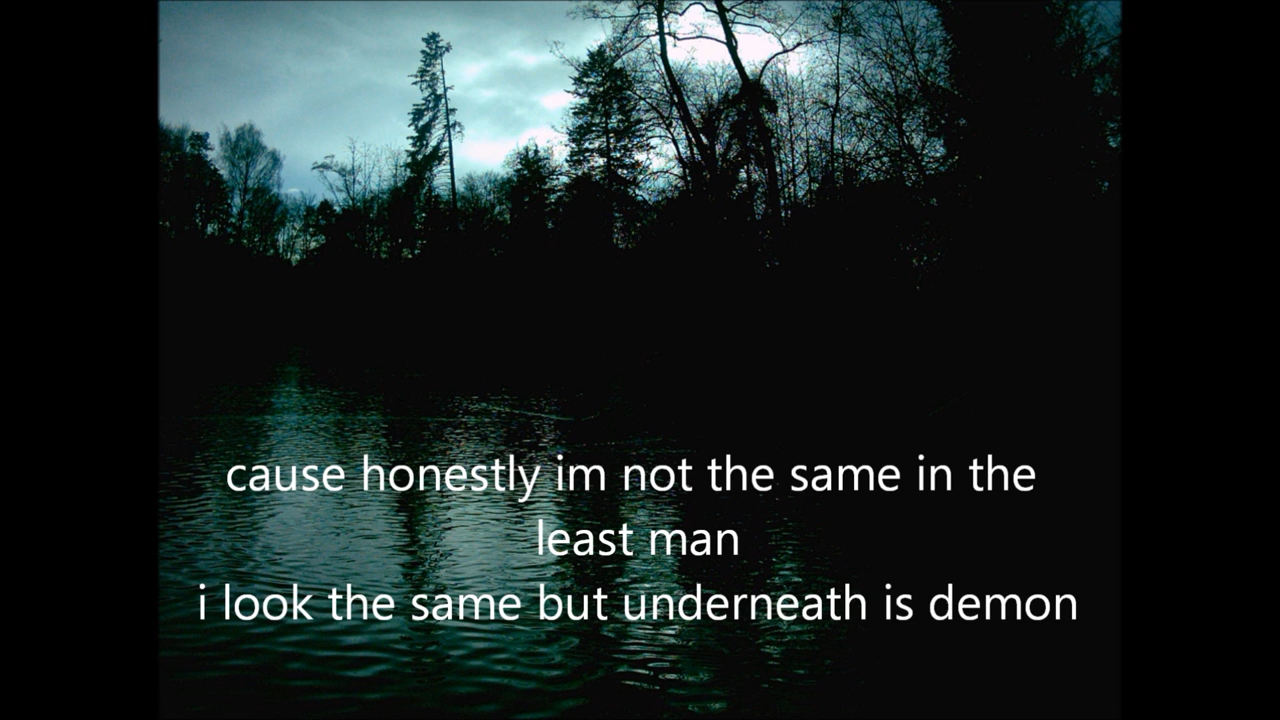 cause honestly im not the same in the
least man
i look the same but underneath is demon